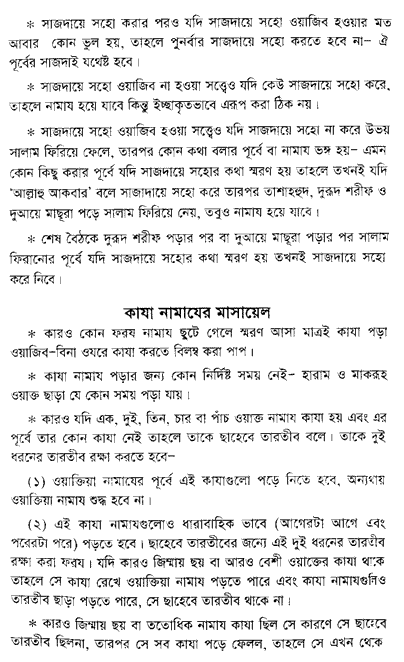 * সাজদায়ে সহো করার পরও যদি সাজদায়ে সহো ওয়াজিব হওয়ার মত
আবার কোন ভুল হয়, তাহলে পুনর্বার সাজদায়ে সহো করতে হবে না– ঐ
পূর্বের সাজদাই যথেষ্ট হবে।
* সাজদায়ে সহো ওয়াজিব না হওয়া সত্ত্বেও যদি কেউ সাজদায়ে সহো করে,
তাহলে নামায হয়ে যাবে কিন্তু ইচ্ছাকৃতভাবে এরূপ করা ঠিক নয়।
* সাজদায়ে সহো ওয়াজিব হওয়া সত্ত্বেও যদি সাজদায়ে সহো না করে উভয়
সালাম ফিরিয়ে ফেলে, তারপর কোন কথা বলার পূর্বে বা নামায ভঙ্গ হয়– এমন
কোন কিছু করার পূর্বে যদি সাজদায়ে সহোর কথা স্মরণ হয় তাহলে তখনই যদি
‘আল্লাহু আকবার’ বলে সাজাদায়ে সহো করে তারপর তাশাহহুদ, দুরূদ শরীফ ও
দুআয়ে মাছূরা পড়ে সালাম ফিরিয়ে নেয়, তবুও নামায হয়ে যাবে।
* শেষ বৈঠকে দুরূদ শরীফ পড়ার পর বা দুআয়ে মাছূরা পড়ার পর সালাম
ফিরানোর পূর্বে যদি সাজদায়ে সহোর কথা স্মরণ হয় তখনই সাজদায়ে সহো
করে নিবে।
কাযা নামাযের মাসায়েল
* কারও কোন ফরয নামায ছুটে গেলে স্মরণ আসা মাত্রই কাযা পড়া
ওয়াজিব–বিনা ওযরে কাযা করতে বিলম্ব করা পাপ।
* কাযা নামায পড়ার জন্য কোন নির্দিষ্ট সময় নেই– হারাম ও মাকরূহ
ওয়াক্ত ছাড়া যে কোন সময় পড়া যায়।
* কারও যদি এক, দুই, তিন, চার বা পাঁচ ওয়াক্ত নামায কাযা হয় এবং এর
পূর্বে তার কোন কাযা নেই তাহলে তাকে ছাহেবে তারতীব বলে। তাকে দুই
ধরনের তারতীব রক্ষা করতে হবে–
(১) ওয়াক্তিয়া নামাযের পূর্বে এই কাযাগুলো পড়ে নিতে হবে, অন্যথায়
ওয়াক্তিয়া নামায শুদ্ধ হবে না।
(২) এই কাযা নামাযগুলোও ধারাবাহিক ভাবে (আগেরটা আগে এবং
পরেরটা পরে) পড়তে হবে। ছাহেবে তারতীবের জন্যে এই দুই ধরনের তারতীব
রক্ষা করা ফরয। যদি কারও জিম্মায় ছয় বা আরও বেশী ওয়াক্তের কাযা থাকে
তাহলে সে কাযা রেখে ওয়াক্তিয়া নামায পড়তে পারে এবং কাযা নামাযগুলিও
তারতীব ছাড়া পড়তে পারে, সে ছাহেবে তারতীব থাকে না।
* কারও জিম্মায় ছয় বা ততোধিক নামায কাযা ছিল সে কারণে সে ছাহেবে
তারতীব ছিলনা, তারপর সে সব কাযা পড়ে ফেলল, তাহলে সে এখন থেকে